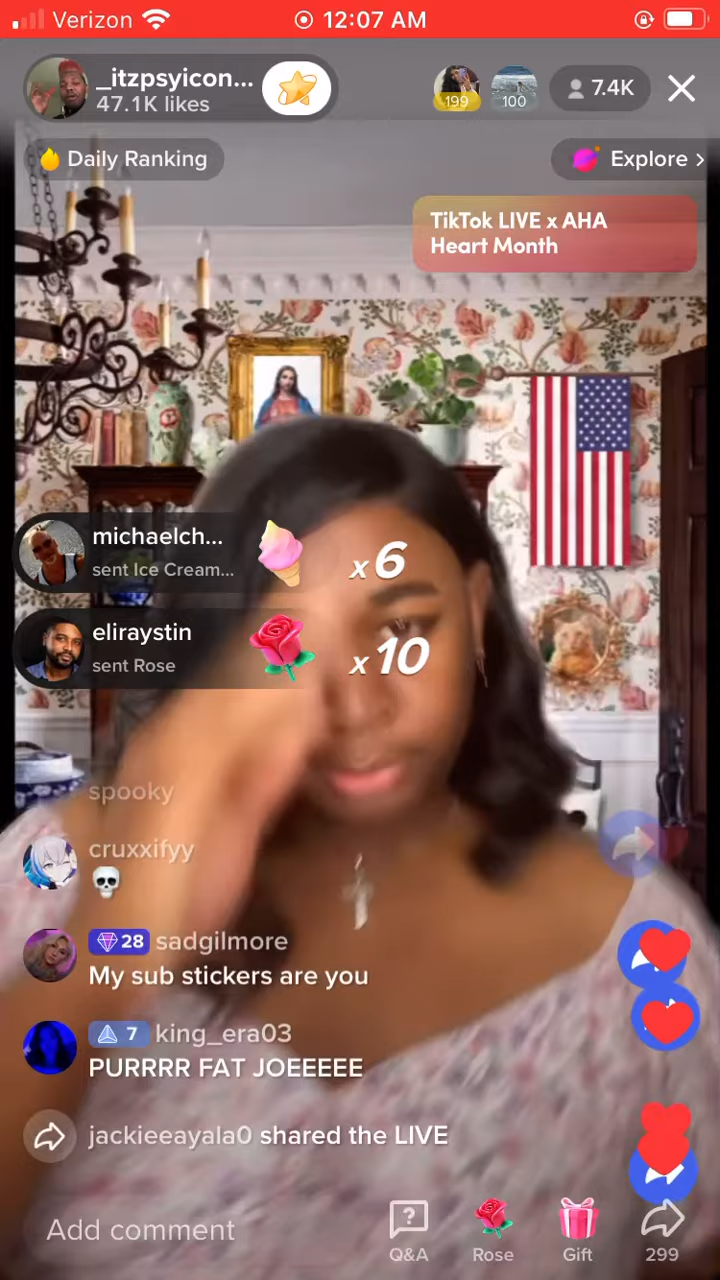 Verizon
12:07 AM
_itzpsyicon...
47.1K likes
199
100
7.4K
Daily Ranking
Explore >
TikTok LIVE x AHA
Heart Month
michaelch...
sent Ice Cream...
x6
eliraystin
sent Rose
x10
spooky
cruxxifyy
💀
28 sadgilmore
My sub stickers are you
7 king_era03
PURRRR FAT JOEEEEE
jackieeayala0 shared the LIVE
Add comment
Q&A
Rose
Gift
299